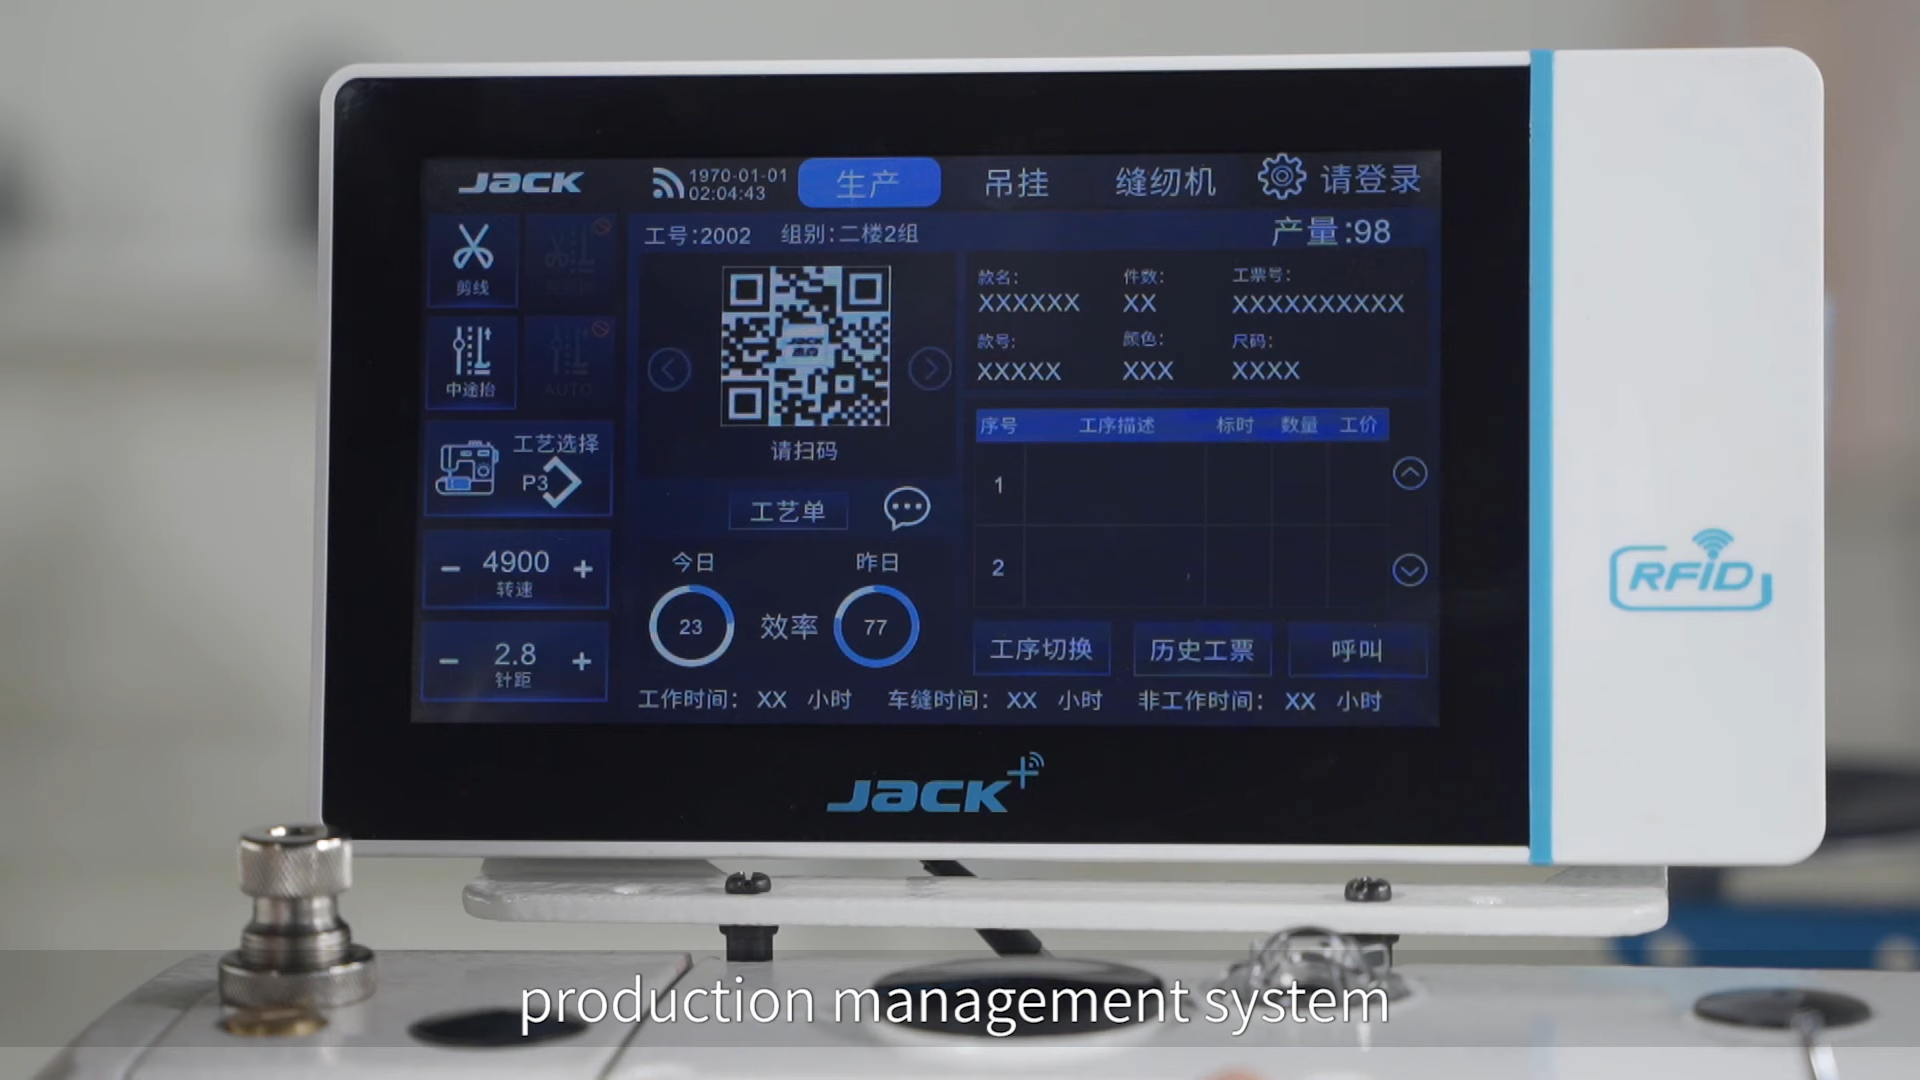 JACK
1970-01-01
02:04:43
生产
吊挂
缝纫机
请登录
工号:2002 组别:二楼2组
产量:98
剪线
中途抬
AUTO
工艺选择
P3
- 4900 +
转速
- 2.8 +
针距
JACK
请扫码
工艺单
今日
昨日
23
效率
77
款名: 件数: 工票号:
XXXXXX XX XXXXXXXXXX
款号: 颜色: 尺码:
XXXXX XXX XXXX
序号 工序描述 标时 数量 工价
1
2
工序切换 历史工票 呼叫
工作时间: XX 小时 车缝时间: XX 小时 非工作时间: XX 小时
JACK+
RFID
production management system